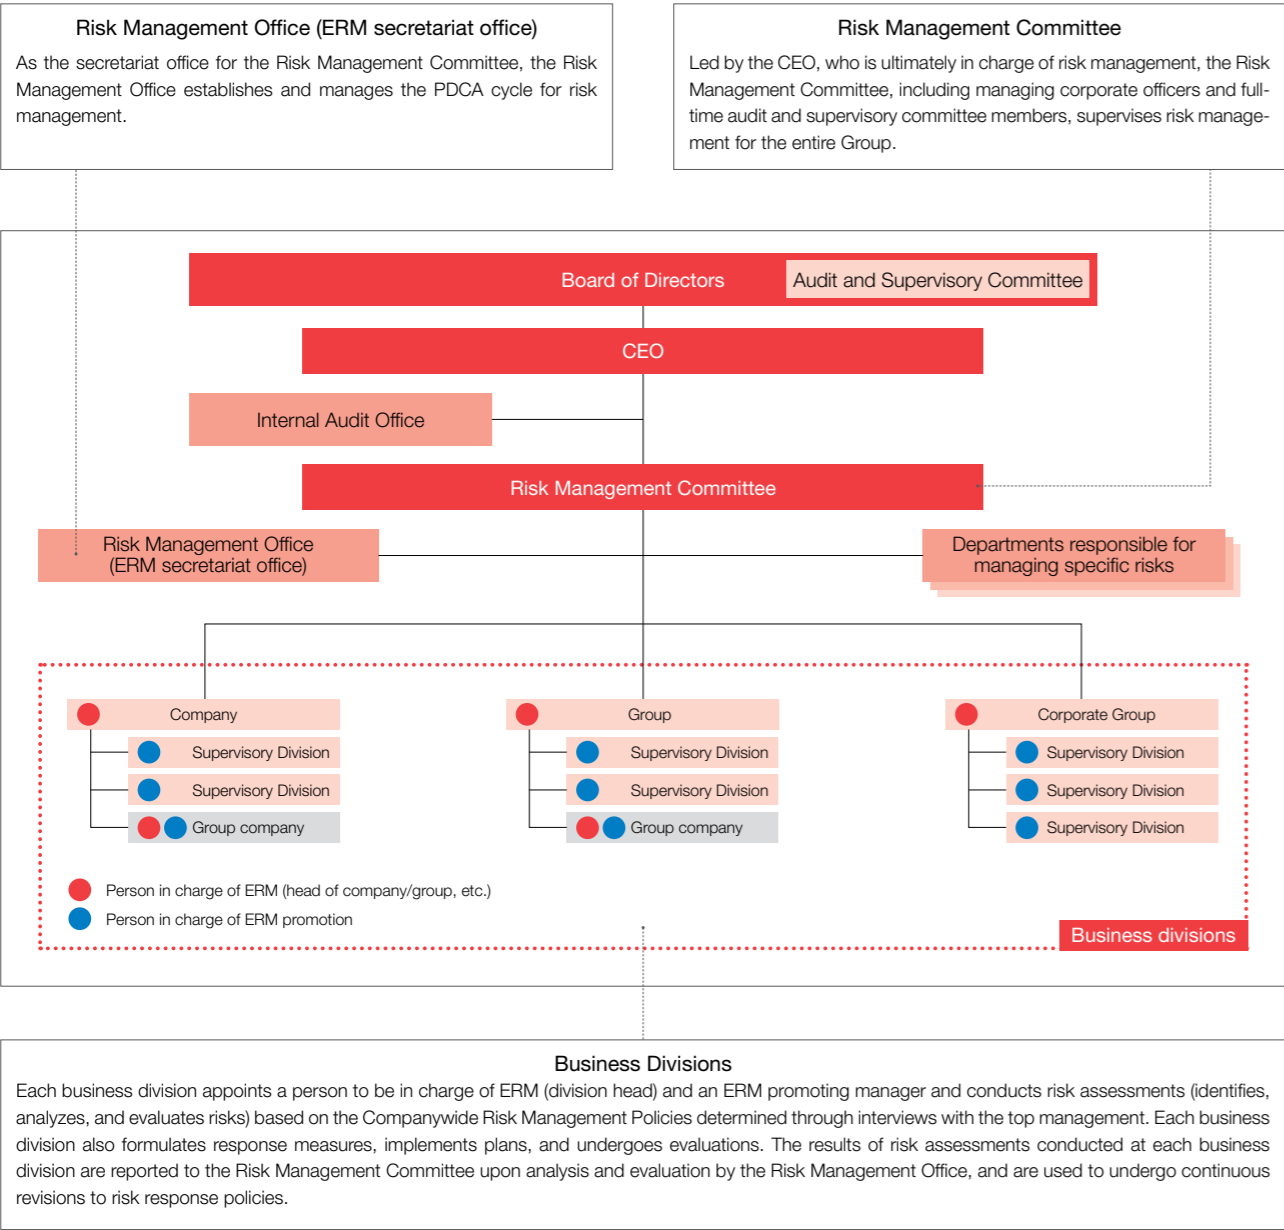 Risk Management Office (ERM secretariat office)
As the secretariat office for the Risk Management Committee, the Risk
Management Office establishes and manages the PDCA cycle for risk
management.
Risk Management Committee
Led by the CEO, who is ultimately in charge of risk management, the Risk
Management Committee, including managing corporate officers and full-
time audit and supervisory committee members, supervises risk manage-
ment for the entire Group.
Board of Directors
Audit and Supervisory Committee
CEO
Internal Audit Office
Risk Management Committee
Risk Management Office
(ERM secretariat office)
Departments responsible for
managing specific risks
Company
Supervisory Division
Supervisory Division
Group company
Group
Supervisory Division
Supervisory Division
Group company
Corporate Group
Supervisory Division
Supervisory Division
Supervisory Division
Person in charge of ERM (head of company/group, etc.)
Person in charge of ERM promotion
Business divisions
Business Divisions
Each business division appoints a person to be in charge of ERM (division head) and an ERM promoting manager and conducts risk assessments (identifies,
analyzes, and evaluates risks) based on the Companywide Risk Management Policies determined through interviews with the top management. Each business
division also formulates response measures, implements plans, and undergoes evaluations. The results of risk assessments conducted at each business
division are reported to the Risk Management Committee upon analysis and evaluation by the Risk Management Office, and are used to undergo continuous
revisions to risk response policies.